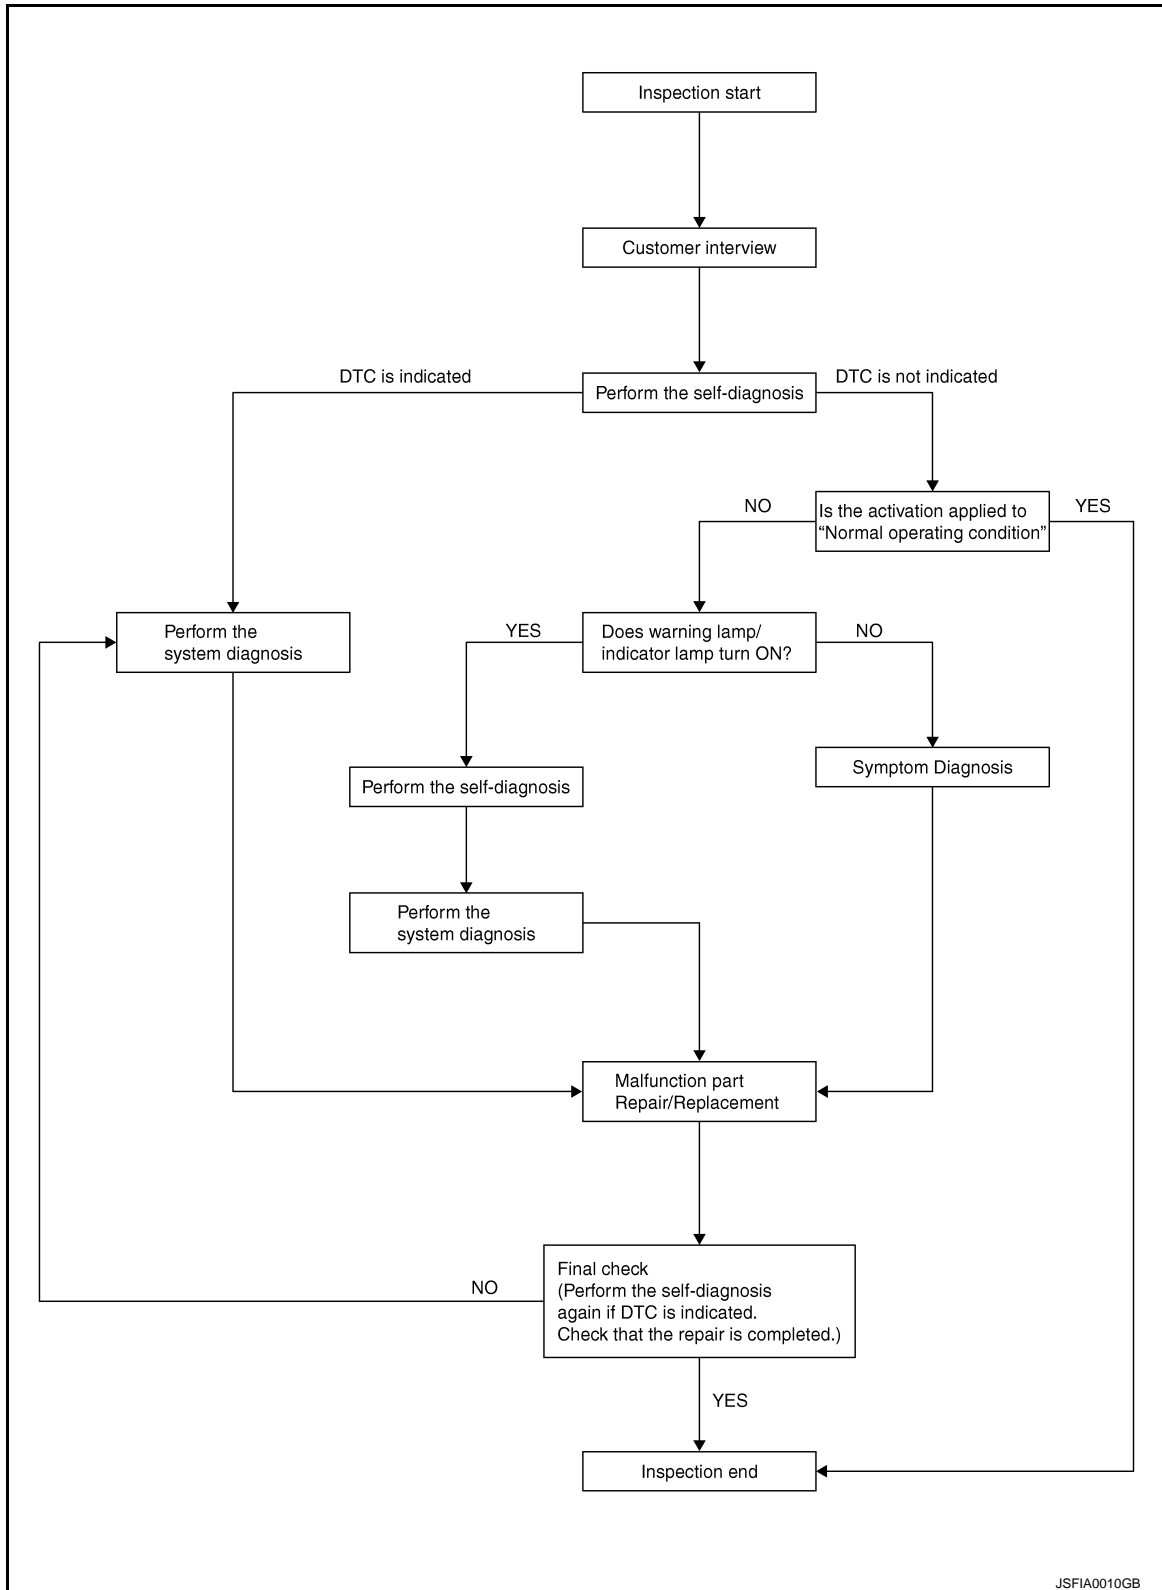 Inspection start
Customer interview
DTC is indicated
Perform the self-diagnosis
DTC is not indicated
NO
Is the activation applied to
“Normal operating condition”
YES
Perform the
system diagnosis
YES
Does warning lamp/
indicator lamp turn ON?
NO
Perform the self-diagnosis
Symptom Diagnosis
Perform the
system diagnosis
Malfunction part
Repair/Replacement
NO
Final check
(Perform the self-diagnosis
again if DTC is indicated.
Check that the repair is completed.)
YES
Inspection end
JSFIA0010GB